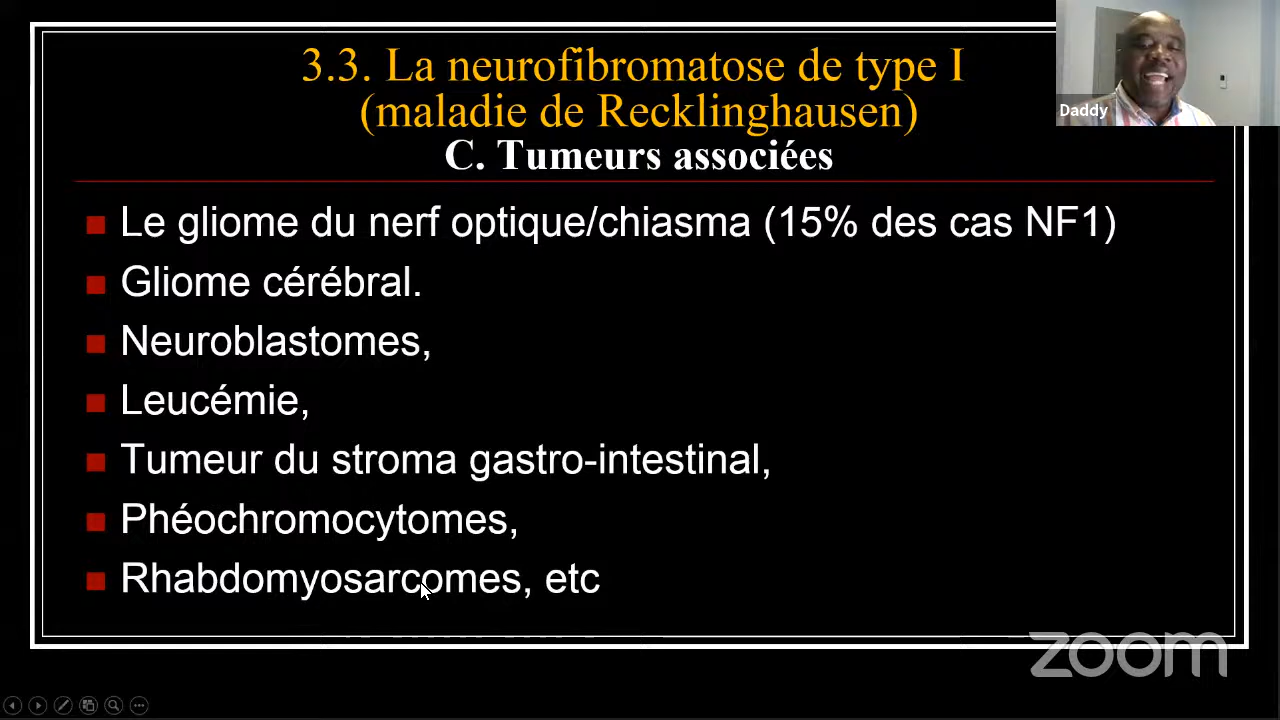 3.3. La neurofibromatose de type I
(maladie de Recklinghausen)
C. Tumeurs associées
Daddy
Le gliome du nerf optique/chiasma (15% des cas NF1)
Gliome cérébral.
Neuroblastomes,
Leucémie,
Tumeur du stroma gastro-intestinal,
Phéochromocytomes,
Rhabdomyosarcomes, etc
zoom